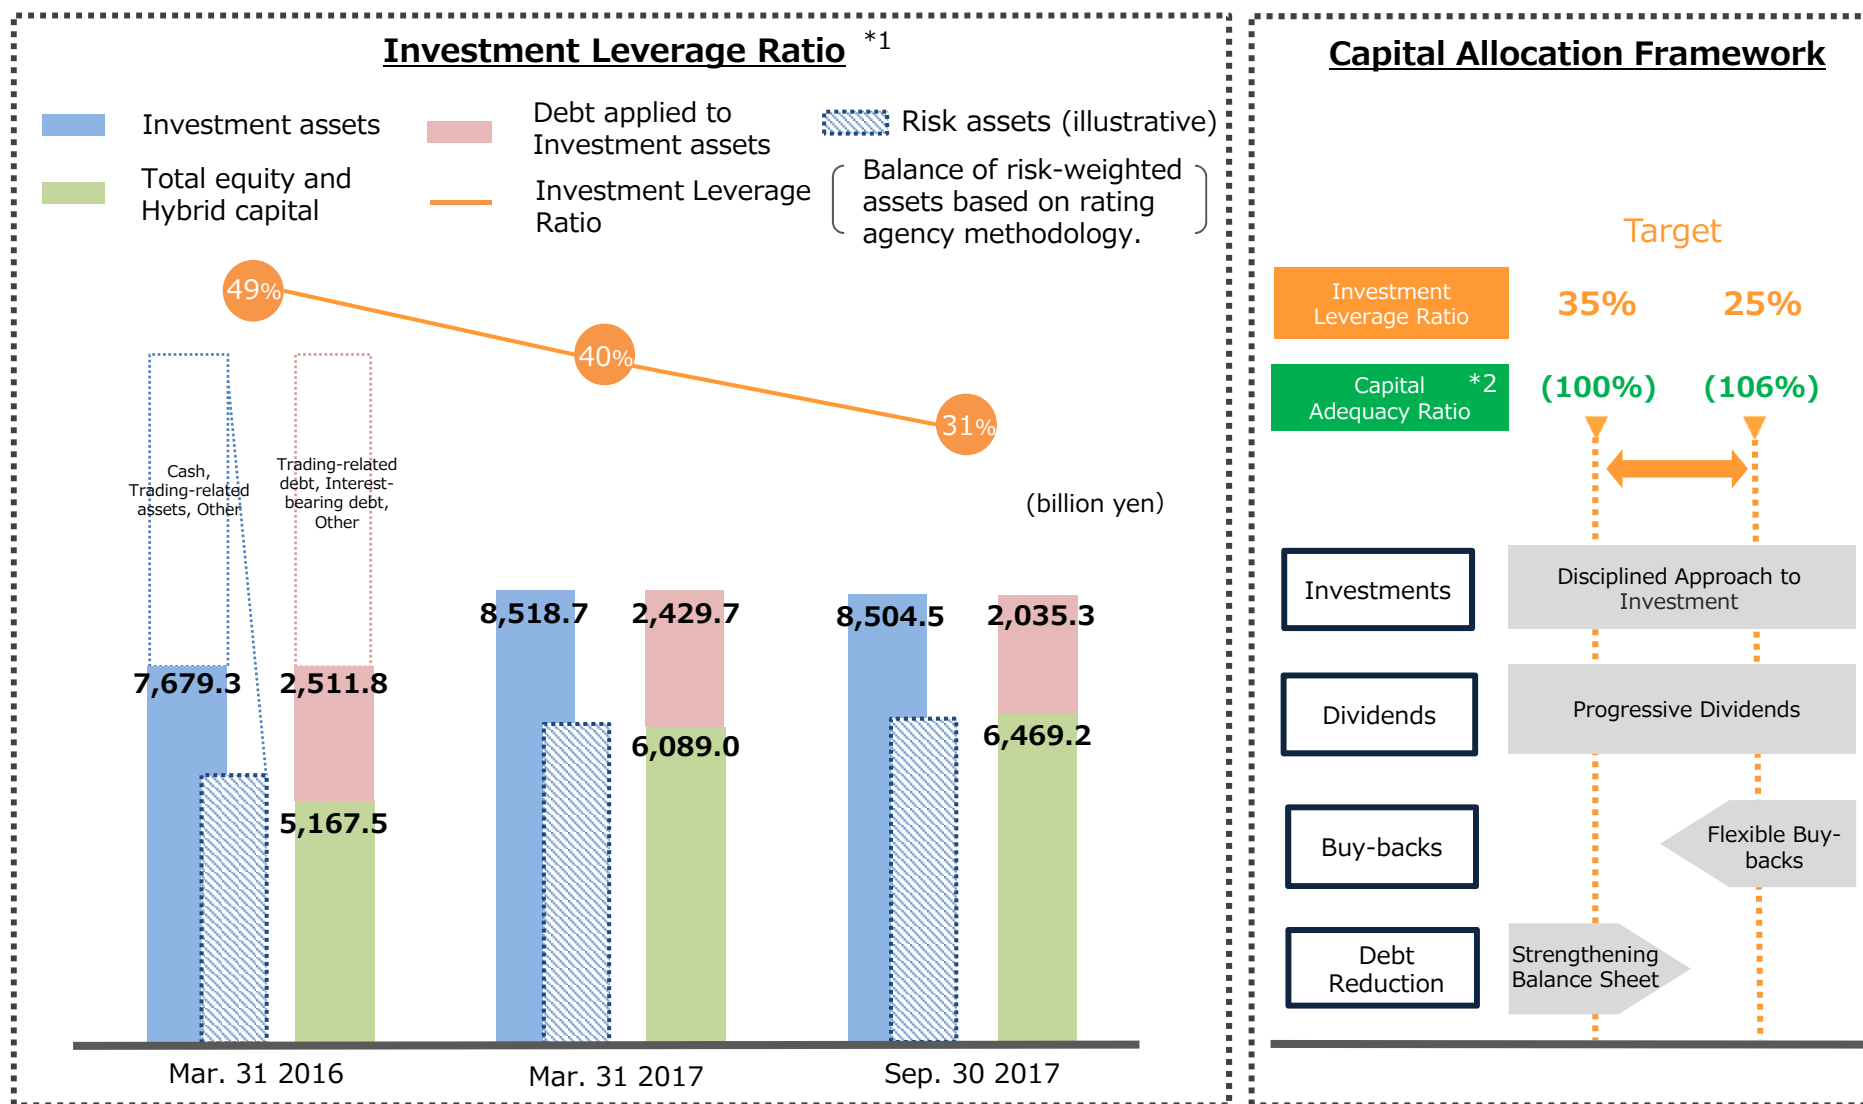 Investment Leverage Ratio *1
Investment assets
Debt applied to
Investment assets
Risk assets (illustrative)
Total equity and
Hybrid capital
Investment Leverage
Ratio
Balance of risk-weighted
assets based on rating
agency methodology.
49%
40%
31%
Cash,
Trading-related
assets, Other
Trading-related
debt, Interest-
bearing debt,
Other
(billion yen)
7,679.3
2,511.8
5,167.5
8,518.7
2,429.7
6,089.0
8,504.5
2,035.3
6,469.2
Mar. 31 2016
Mar. 31 2017
Sep. 30 2017
Capital Allocation Framework
Target
Investment
Leverage Ratio
35%
25%
Capital *2
Adequacy Ratio
(100%)
(106%)
Investments
Disciplined Approach to
Investment
Dividends
Progressive Dividends
Buy-backs
Flexible Buy-
backs
Debt
Reduction
Strengthening
Balance Sheet